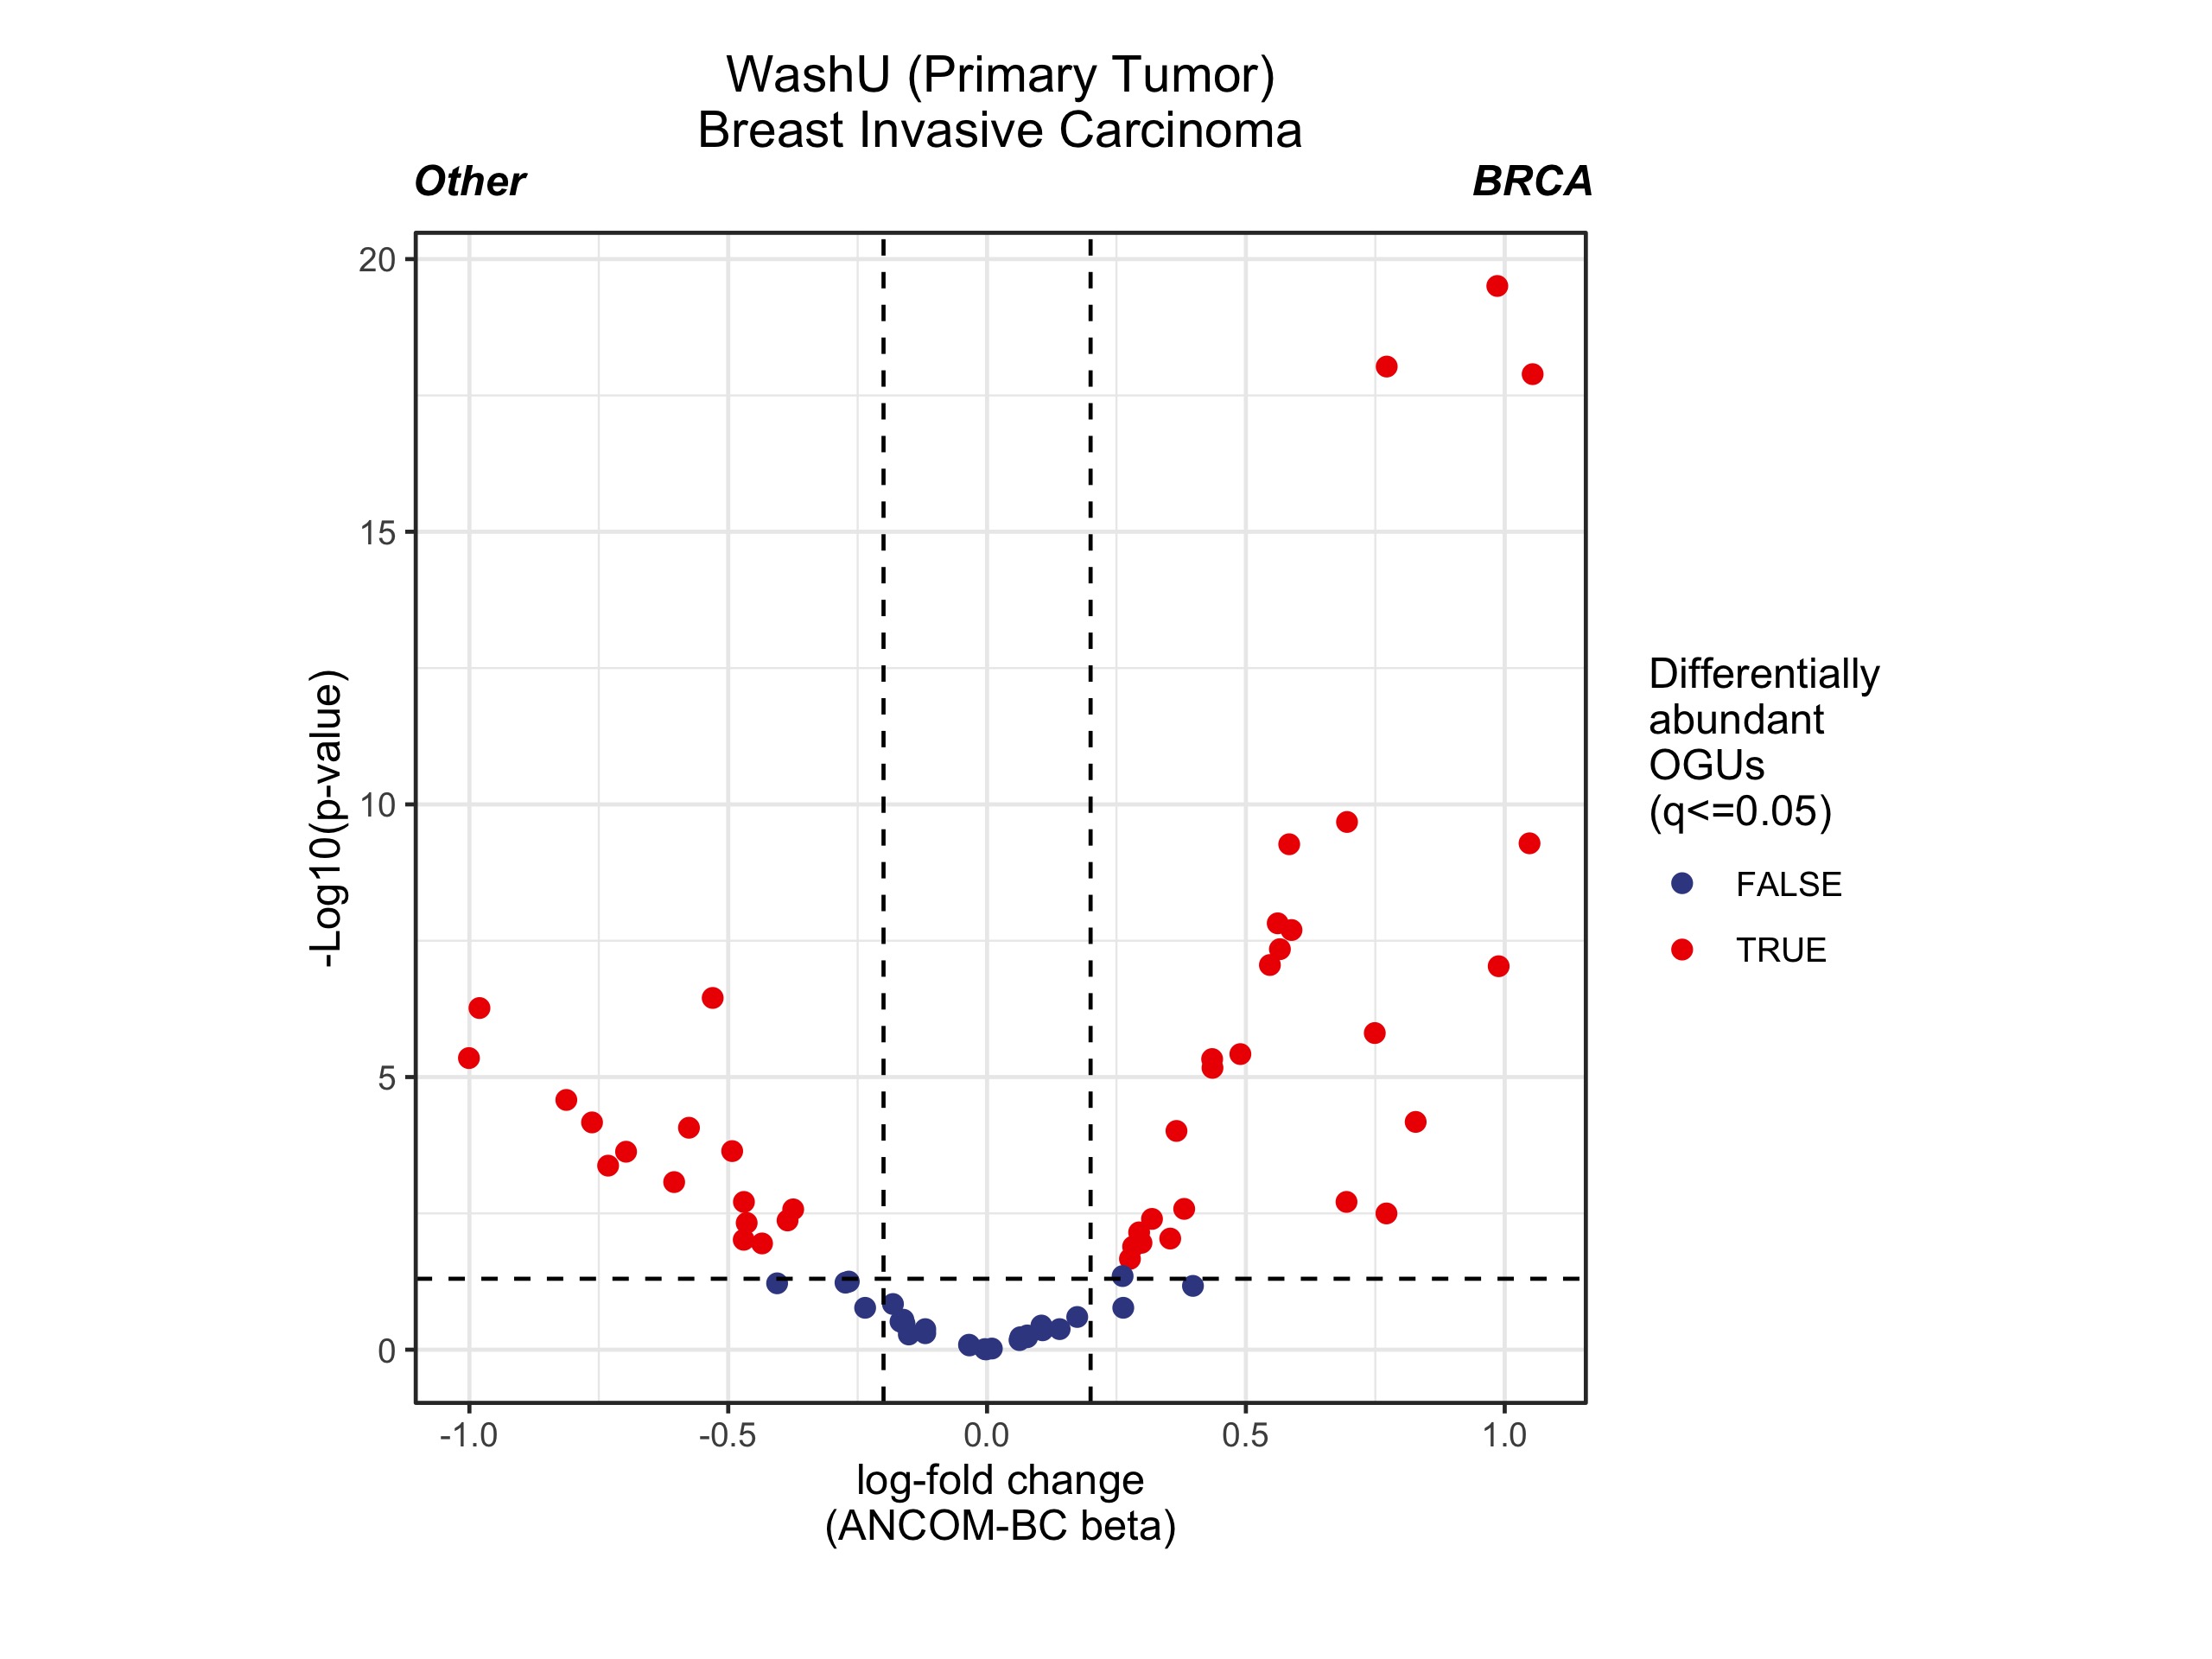 WashU (Primary Tumor)
Breast Invasive Carcinoma
Other
BRCA
20
15
10
5
0
-Log10(p-value)
-1.0
-0.5
0.0
0.5
1.0
log-fold change
(ANCOM-BC beta)
Differentially
abundant
OGUs
(q<=0.05)
FALSE
TRUE